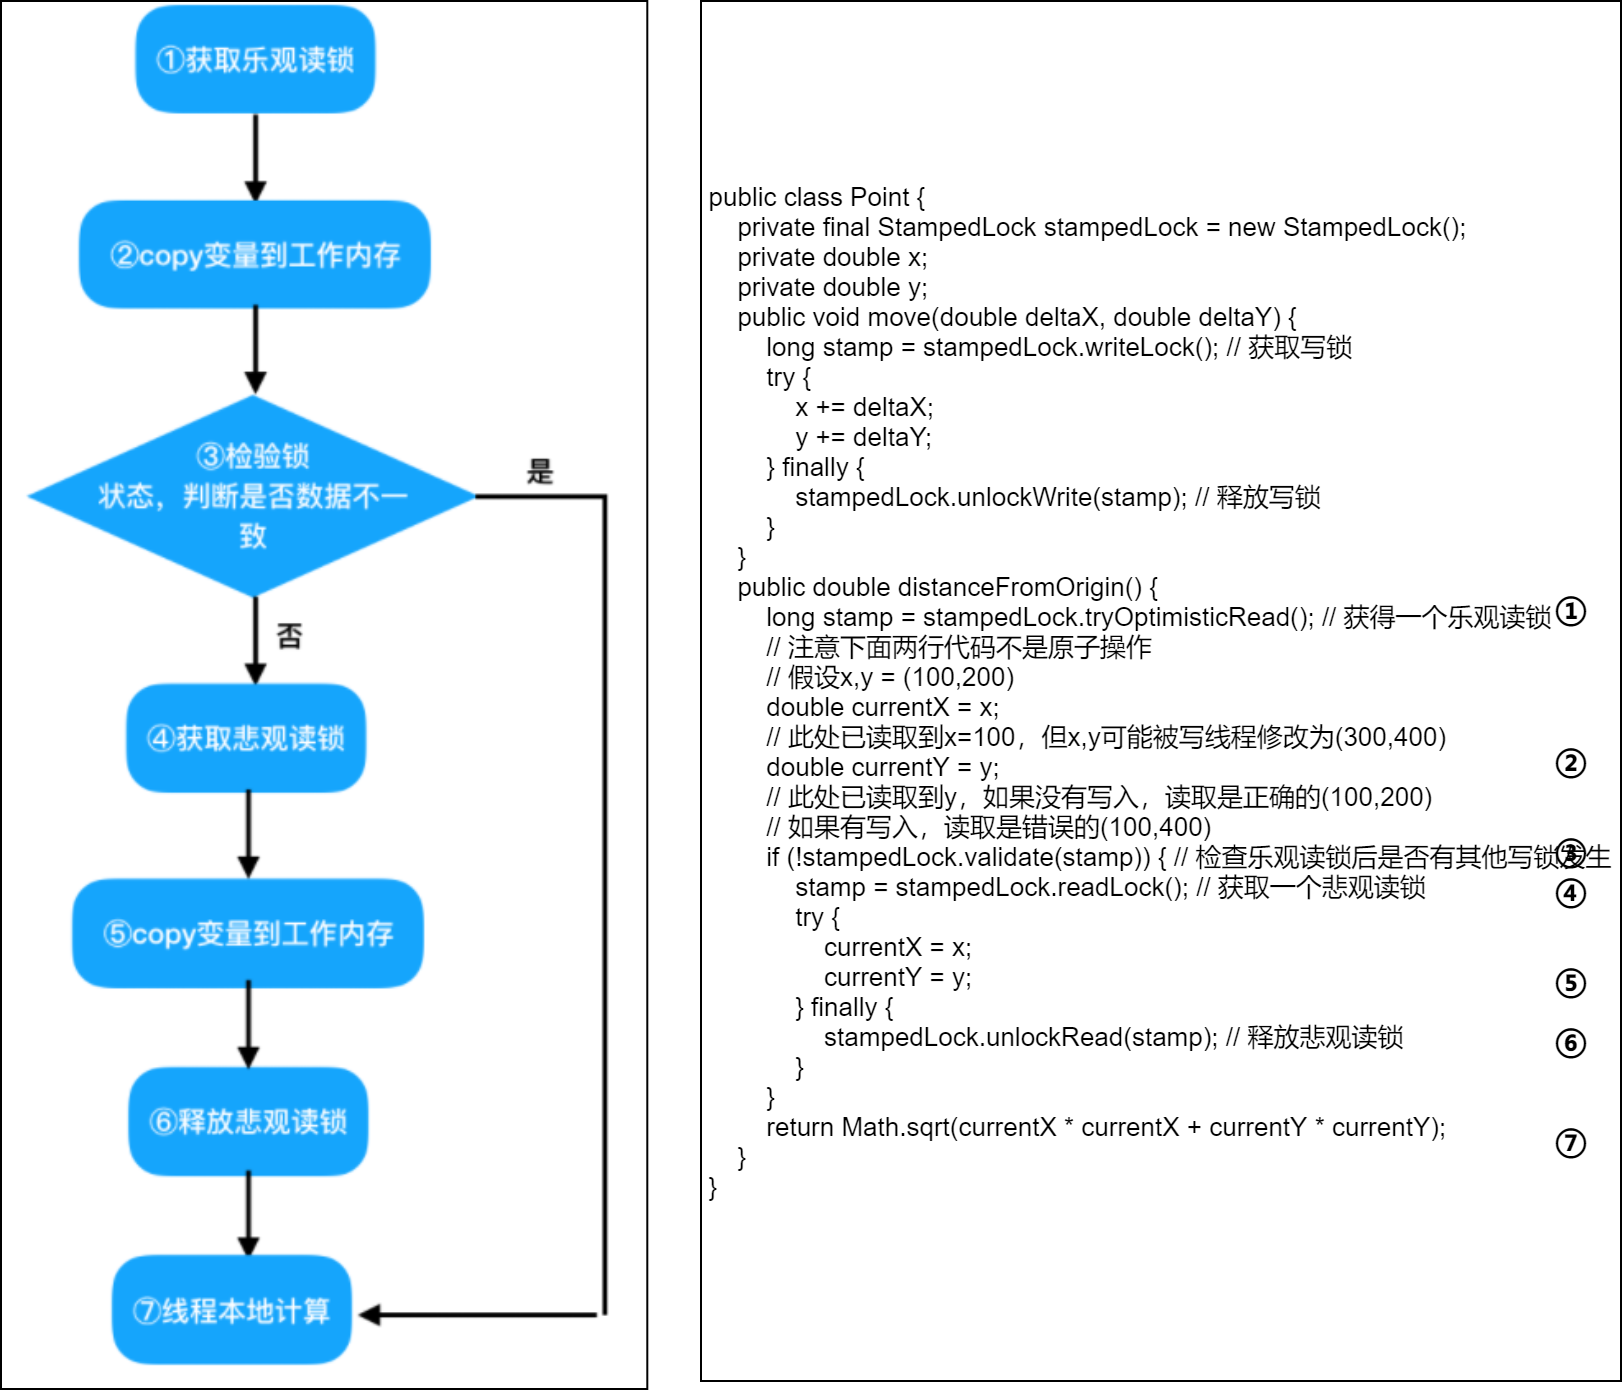 ①获取乐观读锁
②copy变量到工作内存
③检验锁
状态，判断是否数据不一
致
是
否
④获取悲观读锁
⑤copy变量到工作内存
⑥释放悲观读锁
⑦线程本地计算
public class Point {
private final StampedLock stampedLock = new StampedLock();
private double x;
private double y;
public void move(double deltaX, double deltaY) {
long stamp = stampedLock.writeLock(); // 获取写锁
try {
x += deltaX;
y += deltaY;
} finally {
stampedLock.unlockWrite(stamp); // 释放写锁
}
}
public double distanceFromOrigin() {
long stamp = stampedLock.tryOptimisticRead(); // 获得一个乐观读锁 ①
// 注意下面两行代码不是原子操作
// 假设x,y = (100,200)
double currentX = x;
// 此处已读取到x=100，但x,y可能被写线程修改为(300,400)
double currentY = y; ②
// 此处已读取到y，如果没有写入，读取是正确的(100,200)
// 如果有写入，读取是错误的(100,400)
if (!stampedLock.validate(stamp)) { // 检查乐观读锁后是否有其他写锁发生 ③
stamp = stampedLock.readLock(); // 获取一个悲观读锁 ④
try {
currentX = x;
currentY = y; ⑤
} finally {
stampedLock.unlockRead(stamp); // 释放悲观读锁 ⑥
}
}
return Math.sqrt(currentX * currentX + currentY * currentY); ⑦
}
}